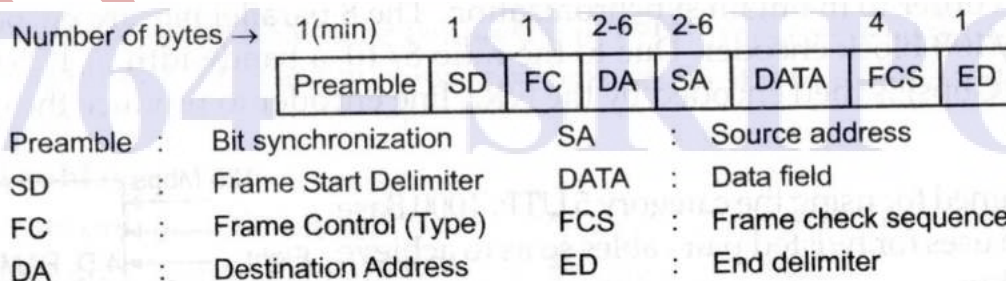 Number of bytes → 1(min) 1 1 2-6 2-6 4 1
Preamble SD FC DA SA DATA FCS ED
Preamble : Bit synchronization SA : Source address
SD : Frame Start Delimiter DATA : Data field
FC : Frame Control (Type) FCS : Frame check sequence
DA : Destination Address ED : End delimiter